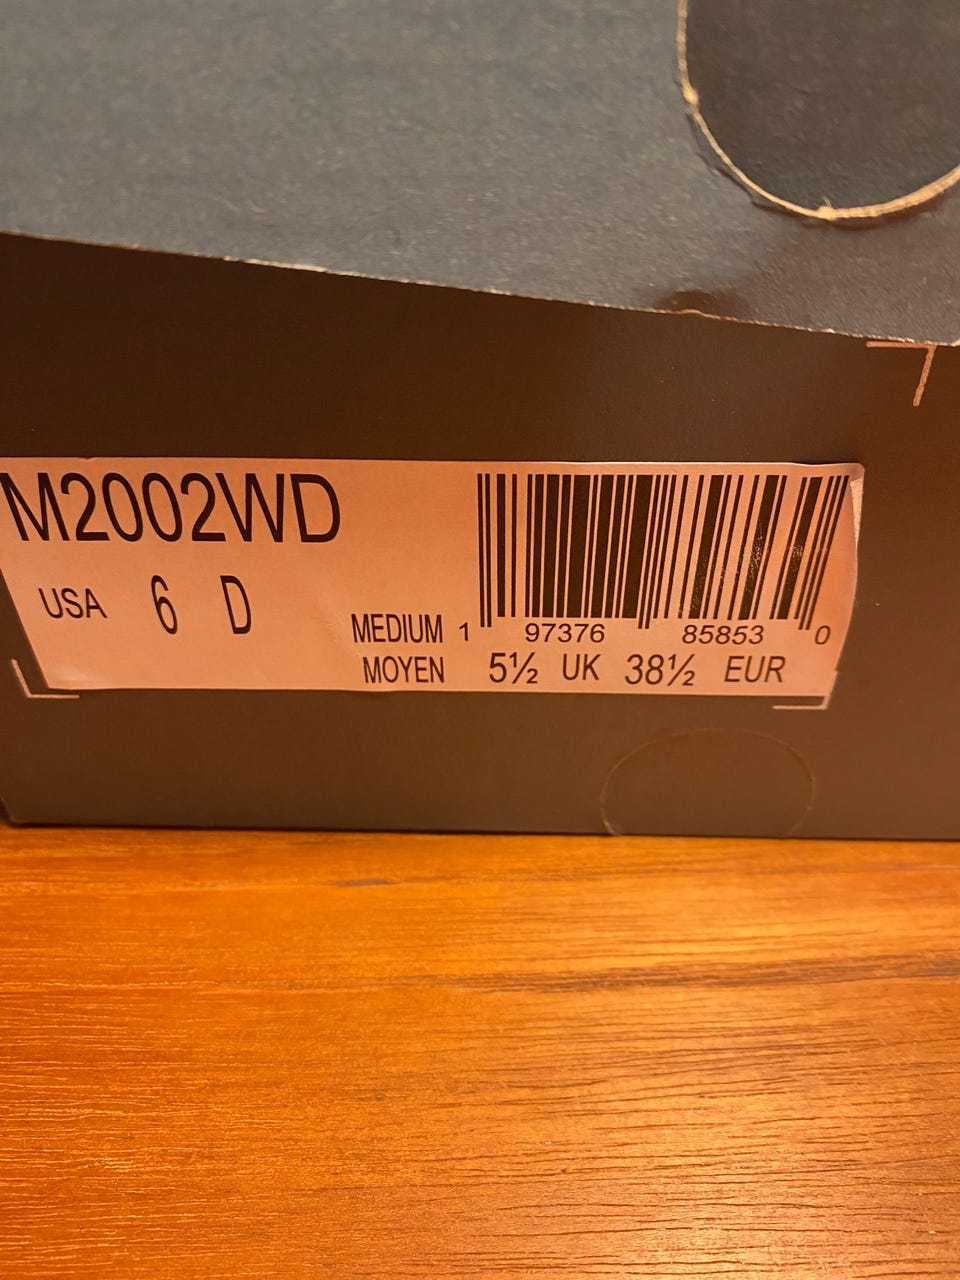 M2002WD
USA 6 D
MEDIUM 1 97376 85853 0
MOYEN 5½ UK 38½ EUR